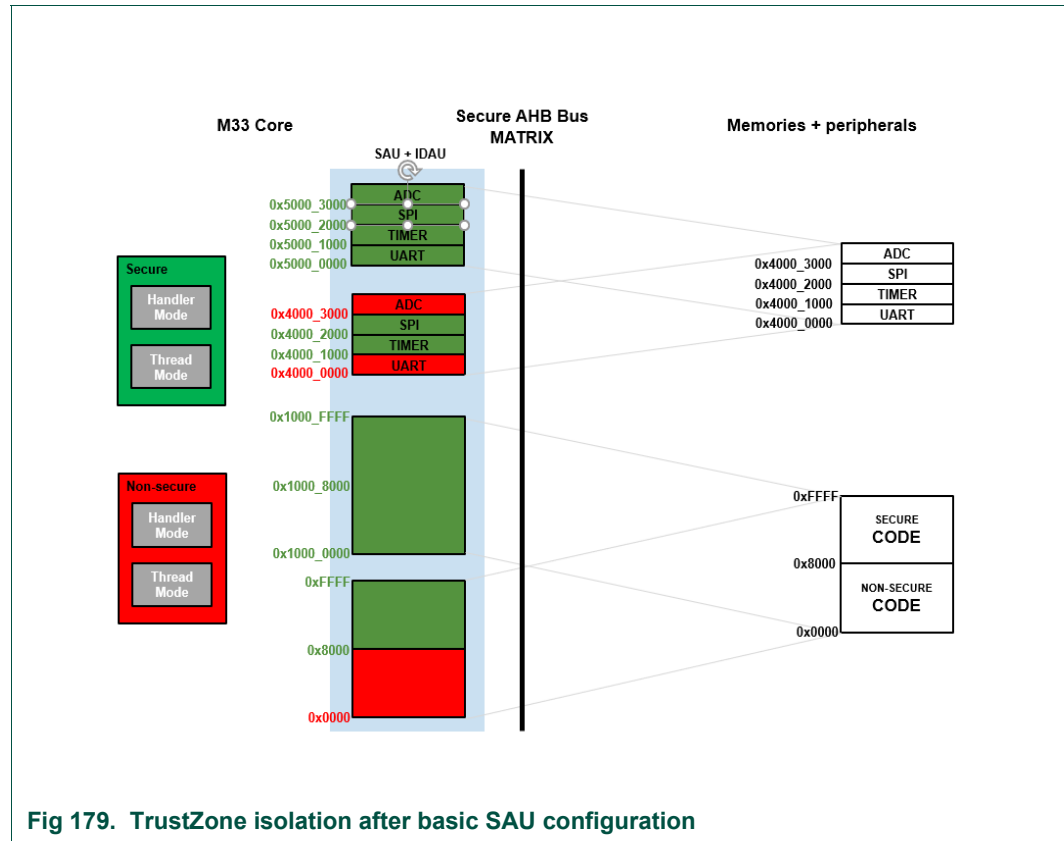 M33 Core
Secure AHB Bus
MATRIX
Memories + peripherals
SAU + IDAU
ADC
0x5000_3000
SPI
0x5000_2000
TIMER
0x5000_1000
UART
0x5000_0000
ADC
0x4000_3000
SPI
0x4000_2000
TIMER
0x4000_1000
UART
0x4000_0000
Secure
Handler
Mode
Thread
Mode
ADC
0x4000_3000
SPI
0x4000_2000
TIMER
0x4000_1000
UART
0x4000_0000
0x1000_FFFF
0x1000_8000
0x1000_0000
Non-secure
Handler
Mode
Thread
Mode
0xFFFF
0x8000
0x0000
0xFFFF
SECURE
CODE
0x8000
NON-SECURE
CODE
0x0000
Fig 179. TrustZone isolation after basic SAU configuration